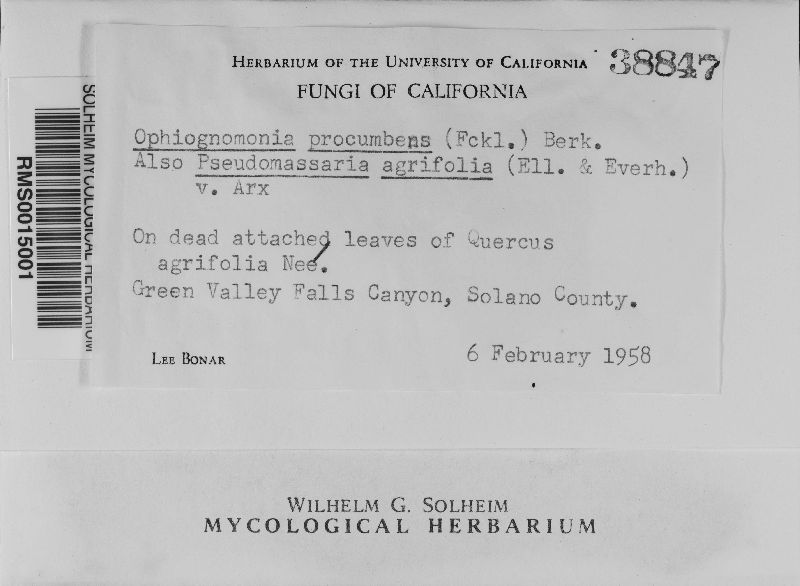 HERBARIUM OF THE UNIVERSITY OF CALIFORNIA 38847
FUNGI OF CALIFORNIA
Ophiognomonia procumbens (Fckl.) Berk.
Also Pseudomassaria agrifolia (Ell. & Everh.)
v. Arx
On dead attached leaves of Quercus
agrifolia Neé.
Green Valley Falls Canyon, Solano County.
LEE BONAR 6 February 1958
SOLHEIM MYCOLOGICAL HERBARIUM
RMS0015001
WILHELM G. SOLHEIM
MYCOLOGICAL HERBARIUM